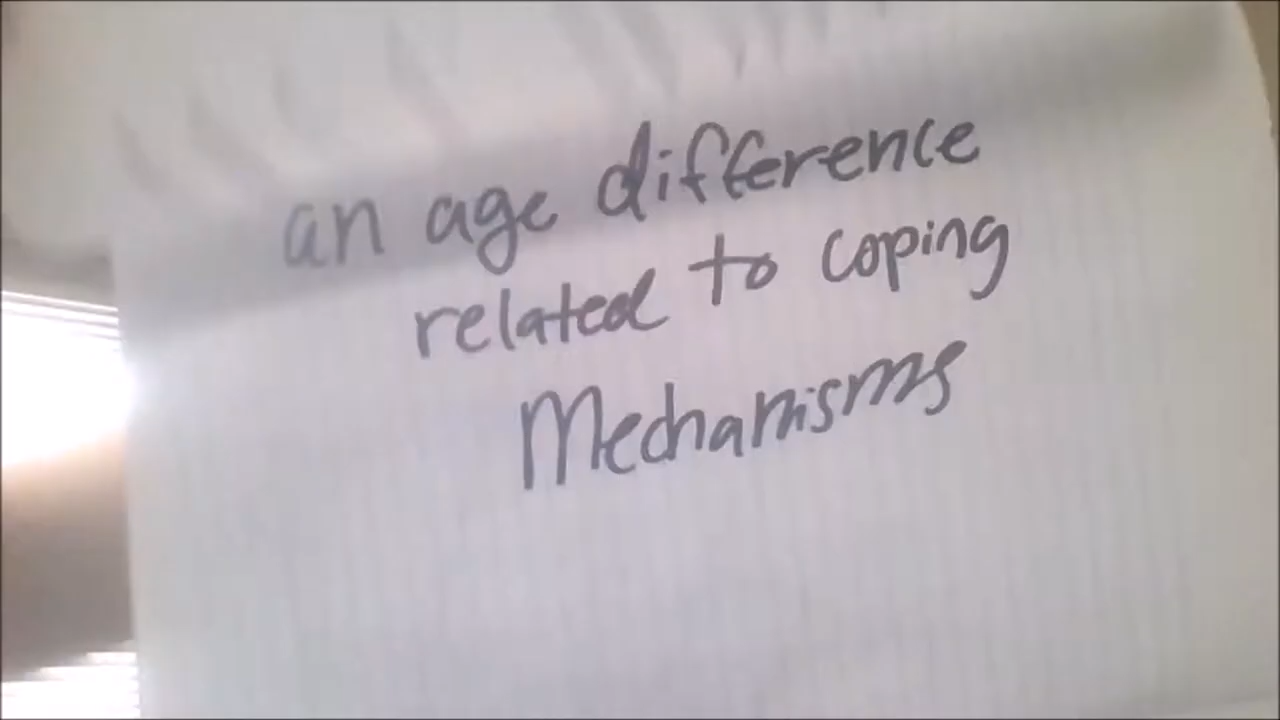 an age difference
related to coping
Mechanisms